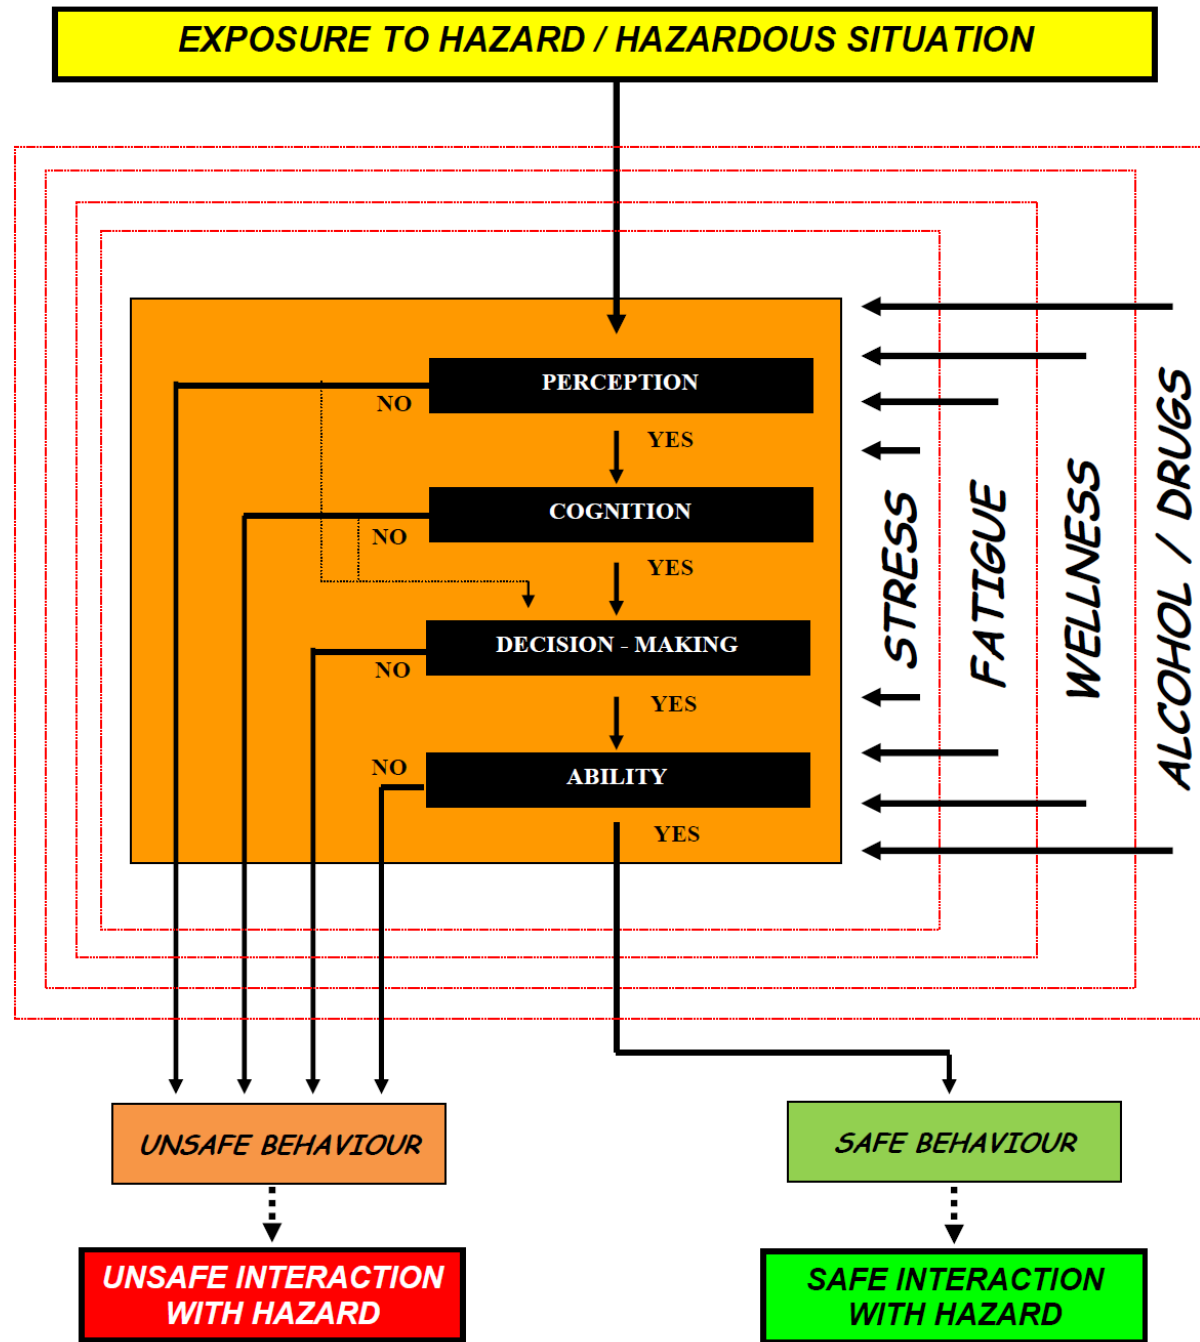 EXPOSURE TO HAZARD / HAZARDOUS SITUATION
PERCEPTION
NO
YES
COGNITION
NO
YES
DECISION - MAKING
NO
YES
ABILITY
NO
YES
STRESS
FATIGUE
WELLNESS
ALCOHOL / DRUGS
UNSAFE BEHAVIOUR
SAFE BEHAVIOUR
UNSAFE INTERACTION
WITH HAZARD
SAFE INTERACTION
WITH HAZARD